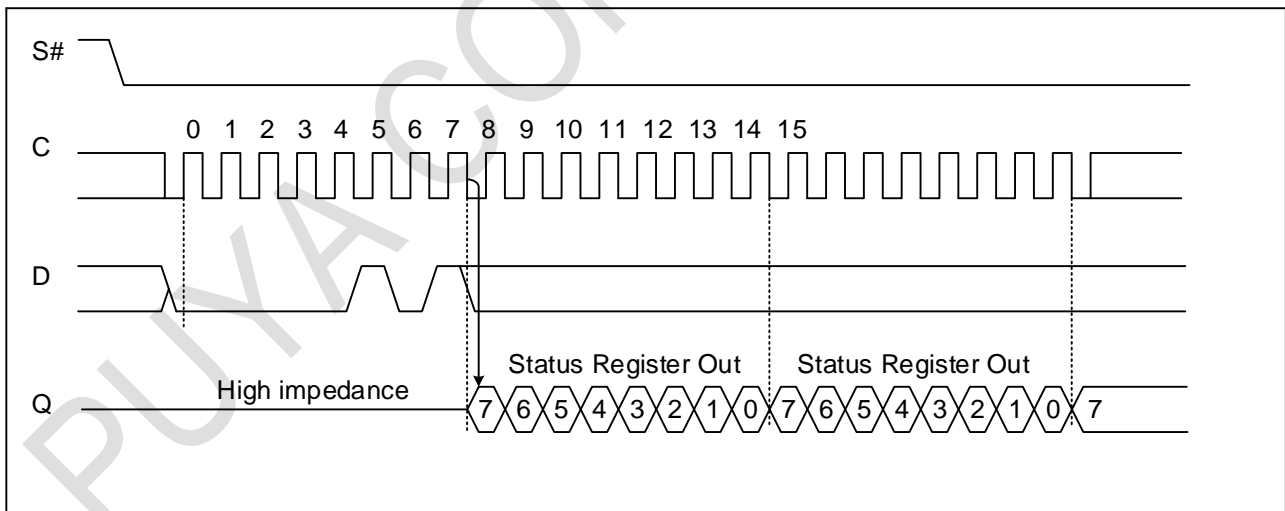 S#
0 1 2 3 4 5 6 7 8 9 10 11 12 13 14 15
C
D
Status Register Out Status Register Out
High impedance
Q
7 6 5 4 3 2 1 0 7 6 5 4 3 2 1 0 7
PUYA CO